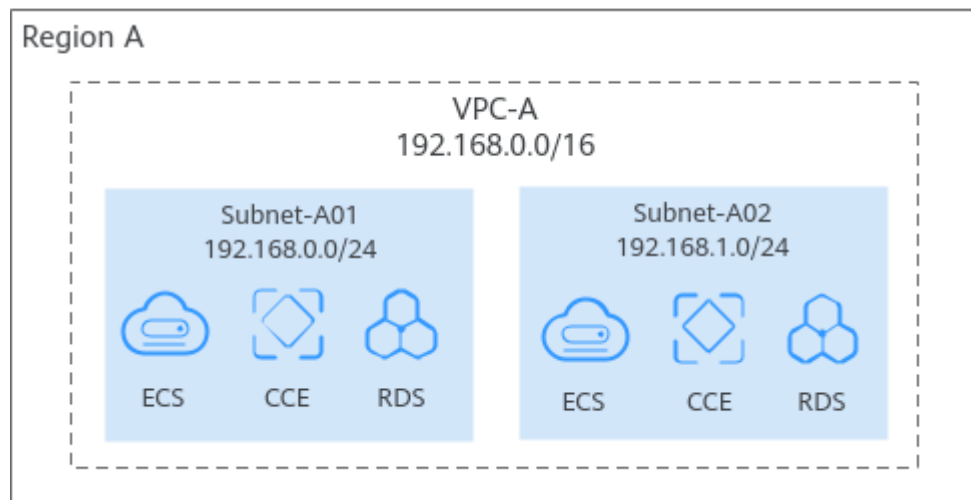 Region A
VPC-A
192.168.0.0/16
Subnet-A01
192.168.0.0/24
ECS
CCE
RDS
Subnet-A02
192.168.1.0/24
ECS
CCE
RDS